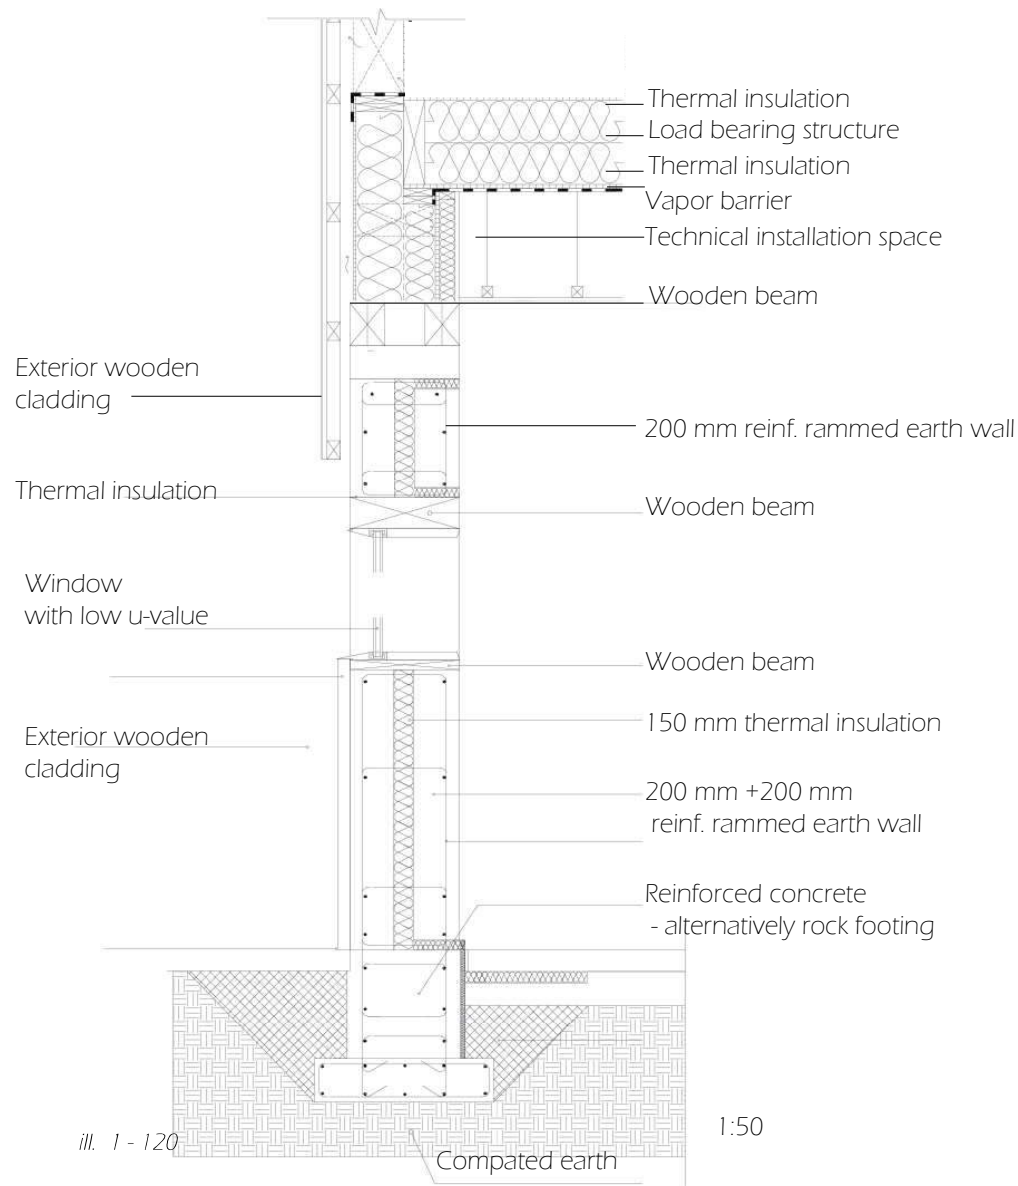 Thermal insulation
Load bearing structure
Thermal insulation
Vapor barrier
Technical installation space
Wooden beam
Exterior wooden
cladding
200 mm reinf. rammed earth wall
Thermal insulation
Wooden beam
Window
with low u-value
Wooden beam
150 mm thermal insulation
Exterior wooden
cladding
200 mm +200 mm
reinf. rammed earth wall
Reinforced concrete
- alternatively rock footing
1:50
ill. 1 - 120
Compated earth